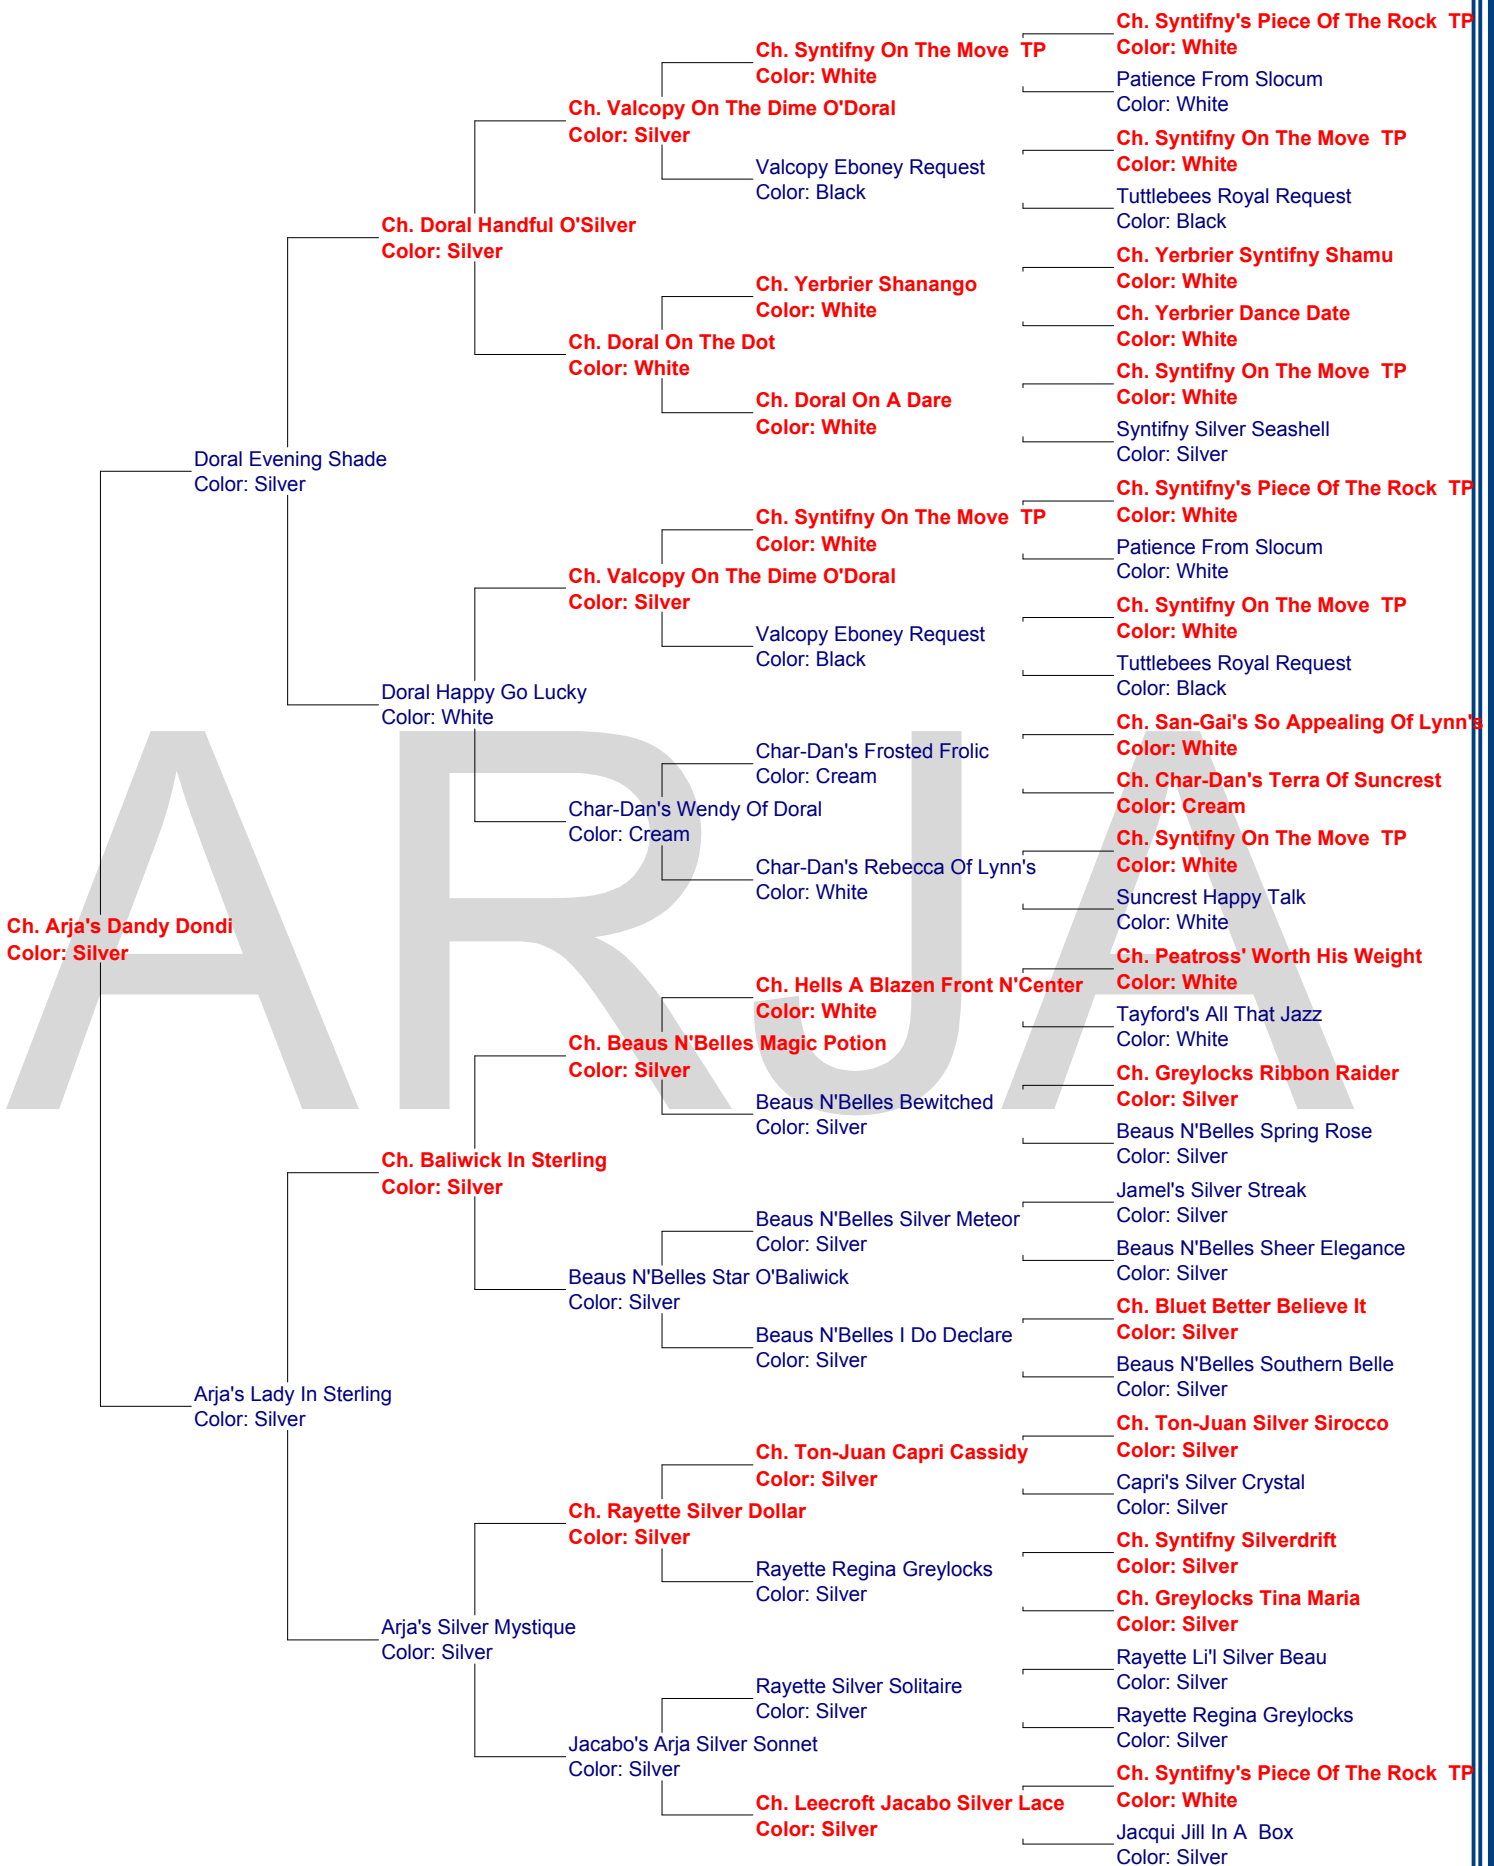 Ch. Syntifny's Piece Of The Rock  TP
Color: White
Ch. Syntifny On The Move  TP
Color: White
Patience From Slocum
Color: White
Ch. Valcopy On The Dime O'Doral
Color: Silver
Ch. Syntifny On The Move  TP
Color: White
Valcopy Eboney Request
Color: Black
Tuttlebees Royal Request
Color: Black
Ch. Doral Handful O'Silver
Color: Silver
Ch. Yerbrier Syntifny Shamu
Color: White
Ch. Yerbrier Shanango
Color: White
Ch. Yerbrier Dance Date
Color: White
Ch. Doral On The Dot
Color: White
Ch. Syntifny On The Move  TP
Color: White
Ch. Doral On A Dare
Color: White
Syntifny Silver Seashell
Color: Silver
Doral Evening Shade
Color: Silver
Ch. Syntifny's Piece Of The Rock  TP
Color: White
Ch. Syntifny On The Move  TP
Color: White
Patience From Slocum
Color: White
Ch. Valcopy On The Dime O'Doral
Color: Silver
Ch. Syntifny On The Move  TP
Color: White
Valcopy Eboney Request
Color: Black
Tuttlebees Royal Request
Color: Black
Doral Happy Go Lucky
Color: White
Ch. San-Gai's So Appealing Of Lynn's
Color: White
Char-Dan's Frosted Frolic
Color: Cream
Ch. Char-Dan's Terra Of Suncrest
Color: Cream
Char-Dan's Wendy Of Doral
Color: Cream
Ch. Syntifny On The Move  TP
Color: White
Char-Dan's Rebecca Of Lynn's
Color: White
Suncrest Happy Talk
Color: White
Ch. Arja's Dandy Dondi
Color: Silver
ARJA
Ch. Peatross' Worth His Weight
Color: White
Ch. Hells A Blazen Front N'Center
Color: White
Tayford's All That Jazz
Color: White
Ch. Beaus N'Belles Magic Potion
Color: Silver
Ch. Greylocks Ribbon Raider
Color: Silver
Beaus N'Belles Bewitched
Color: Silver
Beaus N'Belles Spring Rose
Color: Silver
Ch. Baliwick In Sterling
Color: Silver
Jamel's Silver Streak
Color: Silver
Beaus N'Belles Silver Meteor
Color: Silver
Beaus N'Belles Sheer Elegance
Color: Silver
Beaus N'Belles Star O'Baliwick
Color: Silver
Ch. Bluet Better Believe It
Color: Silver
Beaus N'Belles I Do Declare
Color: Silver
Beaus N'Belles Southern Belle
Color: Silver
Arja's Lady In Sterling
Color: Silver
Ch. Ton-Juan Silver Sirocco
Color: Silver
Ch. Ton-Juan Capri Cassidy
Color: Silver
Capri's Silver Crystal
Color: Silver
Ch. Rayette Silver Dollar
Color: Silver
Ch. Syntifny Silverdrift
Color: Silver
Rayette Regina Greylocks
Color: Silver
Ch. Greylocks Tina Maria
Color: Silver
Arja's Silver Mystique
Color: Silver
Rayette Li'l Silver Beau
Color: Silver
Rayette Silver Solitaire
Color: Silver
Rayette Regina Greylocks
Color: Silver
Jacabo's Arja Silver Sonnet
Color: Silver
Ch. Syntifny's Piece Of The Rock  TP
Color: White
Ch. Leecroft Jacabo Silver Lace
Color: Silver
Jacqui Jill In A  Box
Color: Silver